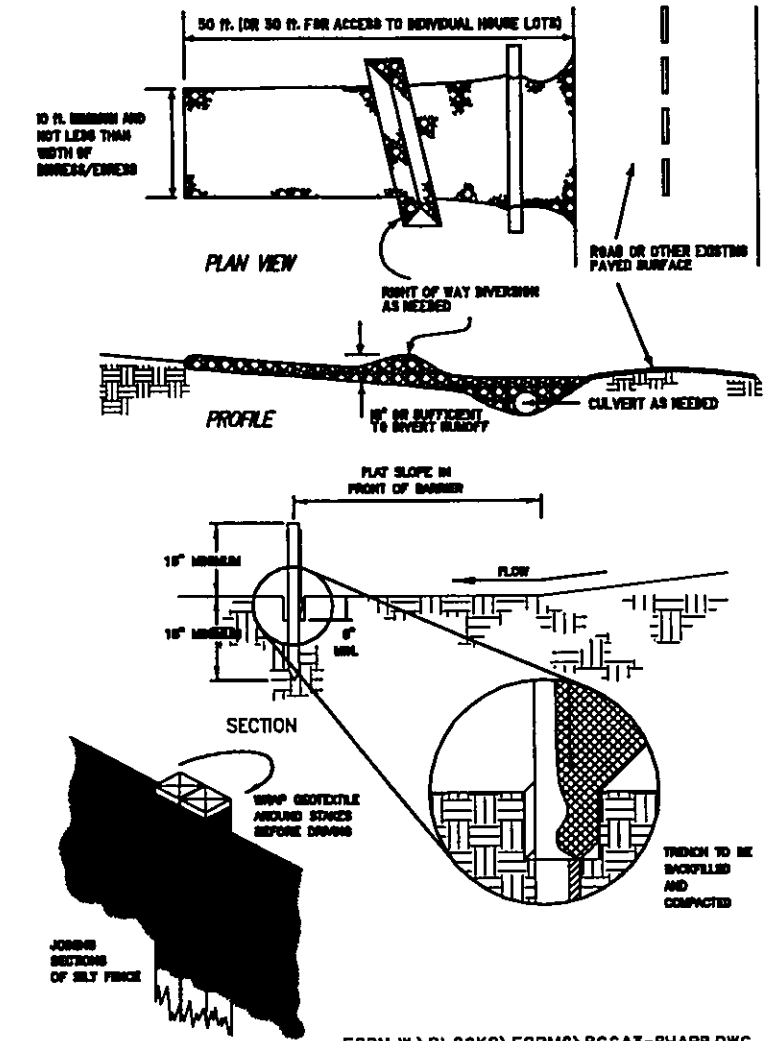 50 ft. (OR 30 ft. FOR ACCESS TO INDIVIDUAL HOUSE LOTS)
10 ft. MINIMUM AND
NOT LESS THAN
WIDTH OF
INGRESS/EGRESS
PLAN VIEW
RIGHT OF WAY DIVERSION
AS NEEDED
ROAD OR OTHER EXISTING
PAVED SURFACE
PROFILE
18" OR SUFFICIENT
TO DIVERT RUNOFF
CULVERT AS NEEDED
FLAT SLOPE IN
FRONT OF BARRIER
MINIMUM
FLOW
MINIMUM
MIN.
SECTION
WRAP GEOTEXTILE
AROUND STAKES
BEFORE DRIVING
TRENCH TO BE
BACKFILLED
AND
COMPACTED
JOINING
SECTIONS
OF SILT FENCE